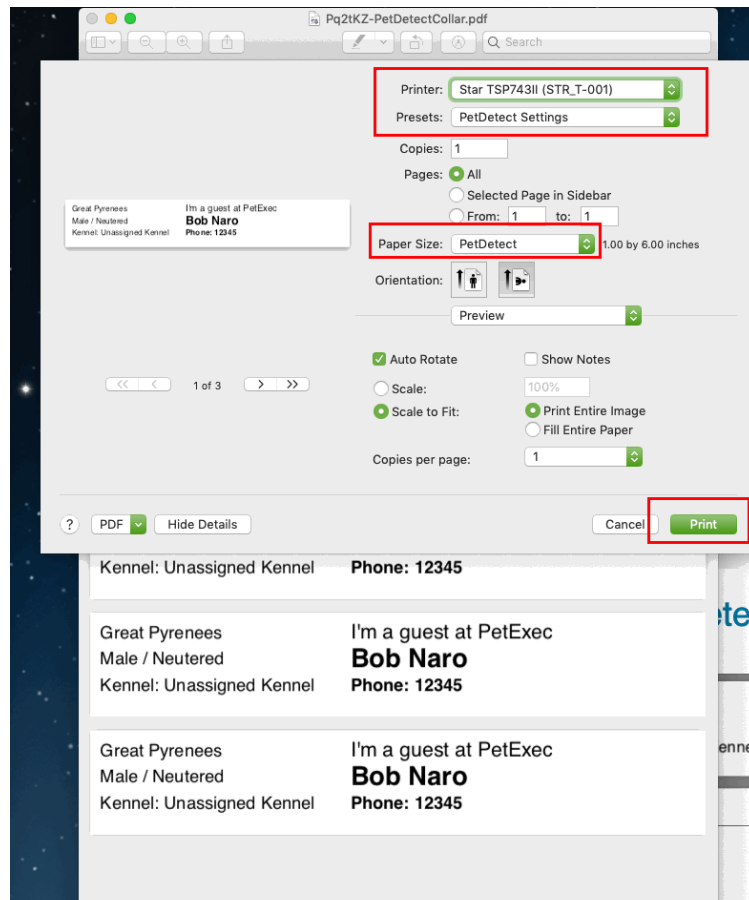 Pq2tKZ-PetDetectCollar.pdf
Search
Printer: Star TSP743II (STR_T-001)
Presets: PetDetect Settings
Copies: 1
Pages: All
Selected Page in Sidebar
From: 1 to: 1
Paper Size: PetDetect 1.00 by 6.00 inches
Orientation:
Preview
Great Pyrenees I'm a guest at PetExec
Male / Neutered Bob Naro
Kennel: Unassigned Kennel Phone: 12345
1 of 3
Auto Rotate Show Notes
Scale: 100%
Scale to Fit: Print Entire Image
Fill Entire Paper
Copies per page: 1
? PDF Hide Details Cancel Print
Kennel: Unassigned Kennel Phone: 12345
Great Pyrenees I'm a guest at PetExec
Male / Neutered Bob Naro
Kennel: Unassigned Kennel Phone: 12345
Great Pyrenees I'm a guest at PetExec
Male / Neutered Bob Naro
Kennel: Unassigned Kennel Phone: 12345